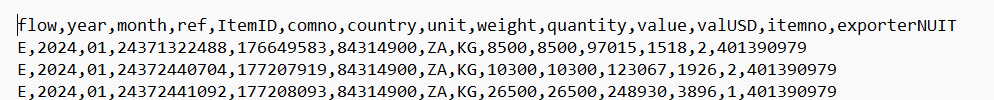 flow,year,month,ref,ItemID,comno,country,unit,weight,quantity,value,valUSD,itemno,exporterNUIT
E,2024,01,24371322488,176649583,84314900,ZA,KG,8500,8500,97015,1518,2,401390979
E,2024,01,24372440704,177207919,84314900,ZA,KG,10300,10300,123067,1926,2,401390979
E,2024,01,24372441092,177208093,84314900,ZA,KG,26500,26500,248930,3896,1,401390979